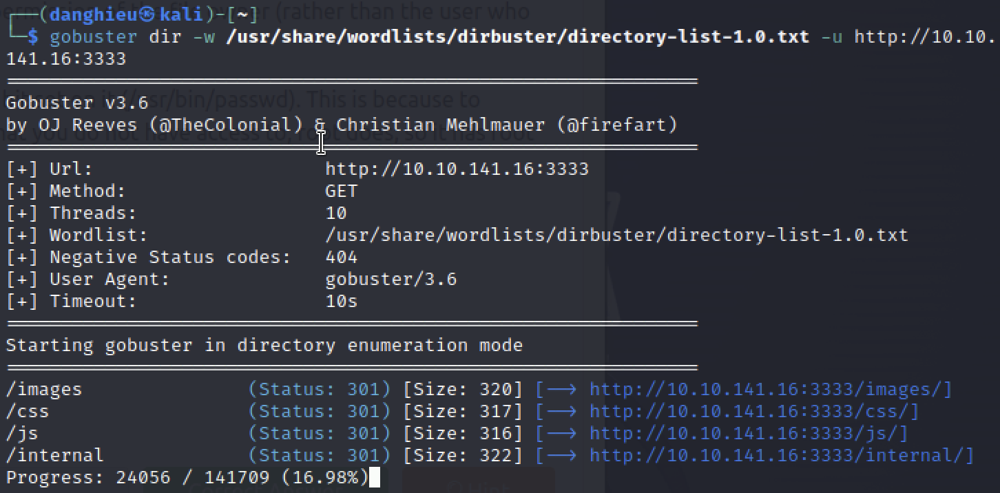 ┌──(danghieu㉿kali)-[~]
└─$ gobuster dir -w /usr/share/wordlists/dirbuster/directory-list-1.0.txt -u http://10.10.
141.16:3333
Gobuster v3.6
by OJ Reeves (@TheColonial) & Christian Mehlmauer (@firefart)
[+] Url: http://10.10.141.16:3333
[+] Method: GET
[+] Threads: 10
[+] Wordlist: /usr/share/wordlists/dirbuster/directory-list-1.0.txt
[+] Negative Status codes: 404
[+] User Agent: gobuster/3.6
[+] Timeout: 10s
Starting gobuster in directory enumeration mode
/images (Status: 301) [Size: 320] [--> http://10.10.141.16:3333/images/]
/css (Status: 301) [Size: 317] [--> http://10.10.141.16:3333/css/]
/js (Status: 301) [Size: 316] [--> http://10.10.141.16:3333/js/]
/internal (Status: 301) [Size: 322] [--> http://10.10.141.16:3333/internal/]
Progress: 24056 / 141709 (16.98%)